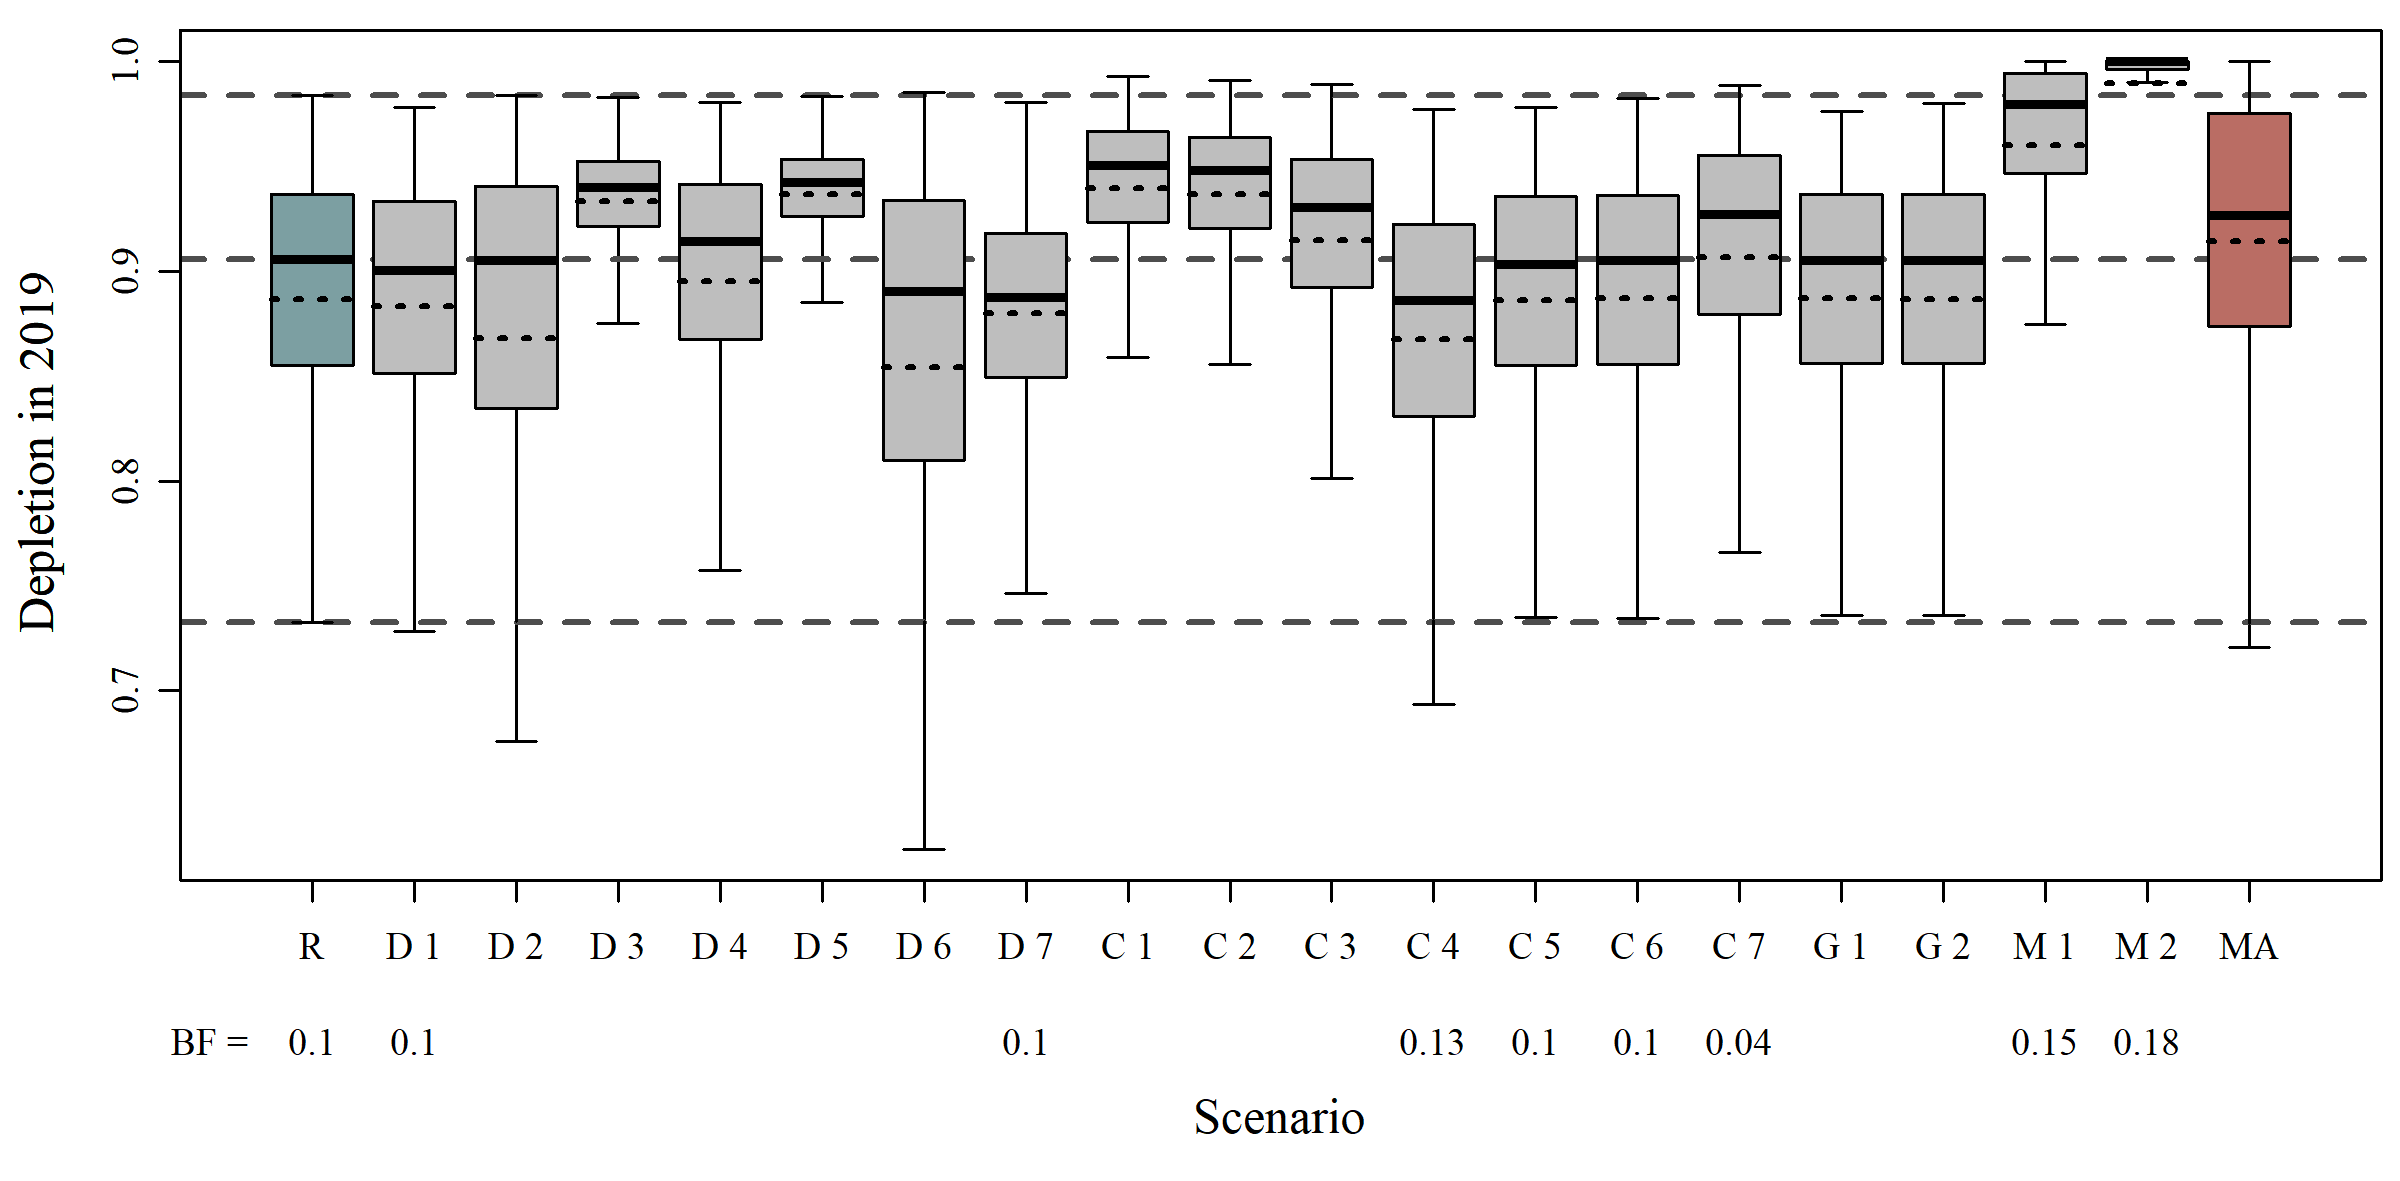 Depletion in 2019
1.0
0.9
0.8
0.7
R D 1 D 2 D 3 D 4 D 5 D 6 D 7 C 1 C 2 C 3 C 4 C 5 C 6 C 7 G 1 G 2 M 1 M 2 MA
BF = 0.1 0.1 0.1 0.13 0.1 0.1 0.04 0.15 0.18
Scenario